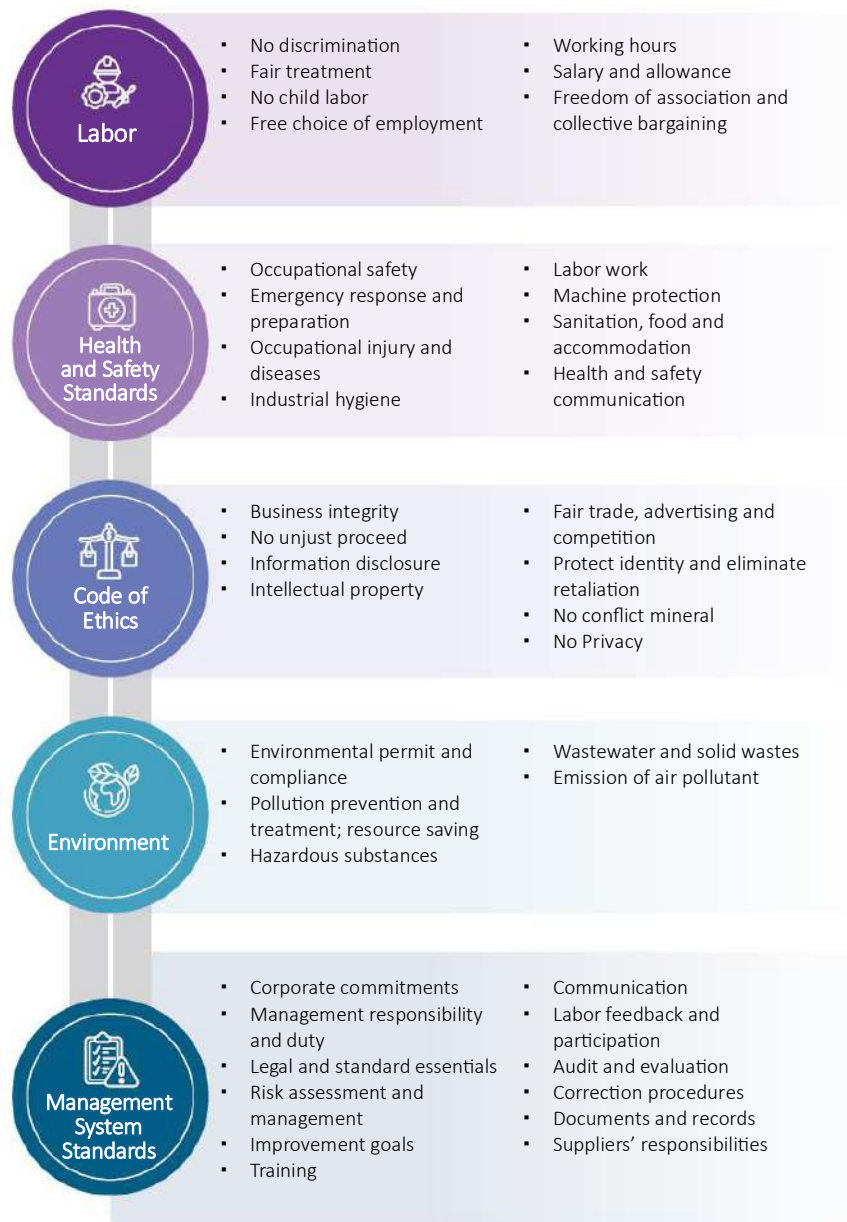 Labor
▪ No discrimination
▪ Fair treatment
▪ No child labor
▪ Free choice of employment
▪ Working hours
▪ Salary and allowance
▪ Freedom of association and
collective bargaining
Health
and Safety
Standards
▪ Occupational safety
▪ Emergency response and
preparation
▪ Occupational injury and
diseases
▪ Industrial hygiene
▪ Labor work
▪ Machine protection
▪ Sanitation, food and
accommodation
▪ Health and safety
communication
Code of
Ethics
▪ Business integrity
▪ No unjust proceed
▪ Information disclosure
▪ Intellectual property
▪ Fair trade, advertising and
competition
▪ Protect identity and eliminate
retaliation
▪ No conflict mineral
▪ No Privacy
Environment
▪ Environmental permit and
compliance
▪ Pollution prevention and
treatment; resource saving
▪ Hazardous substances
▪ Wastewater and solid wastes
▪ Emission of air pollutant
Management
System
Standards
▪ Corporate commitments
▪ Management responsibility
and duty
▪ Legal and standard essentials
▪ Risk assessment and
management
▪ Improvement goals
▪ Training
▪ Communication
▪ Labor feedback and
participation
▪ Audit and evaluation
▪ Correction procedures
▪ Documents and records
▪ Suppliers’ responsibilities